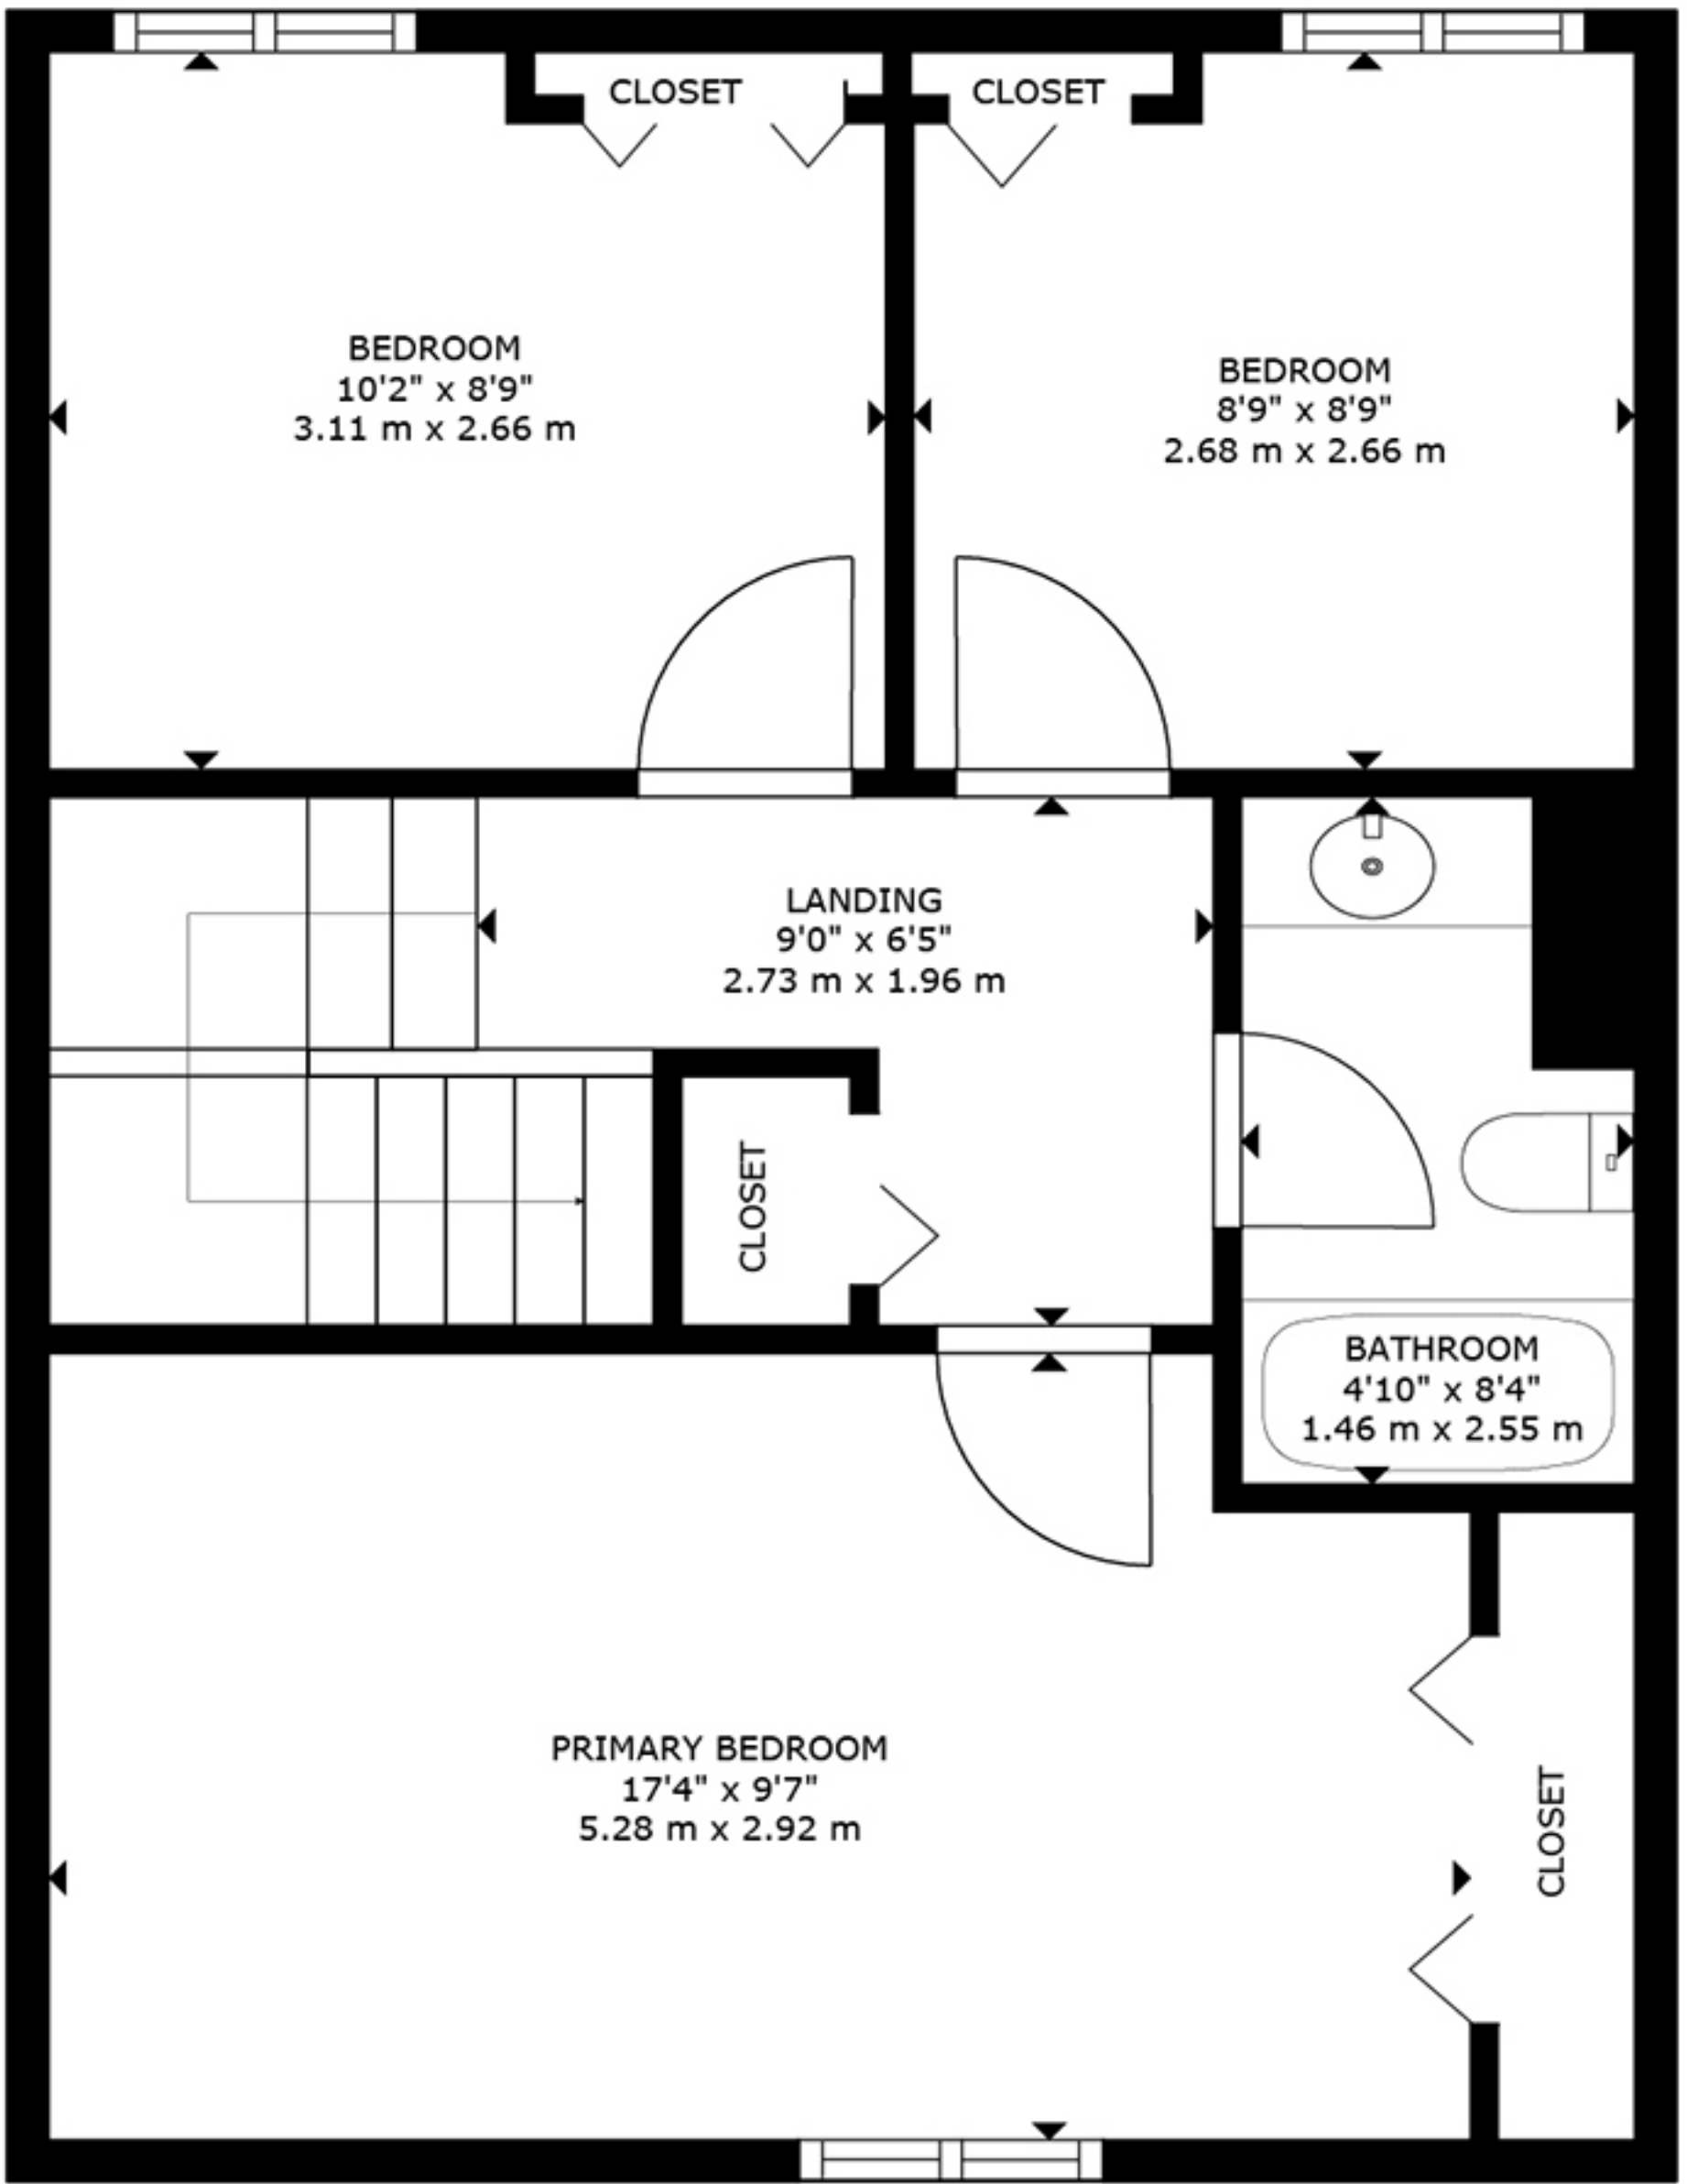 CLOSET
CLOSET
BEDROOM
10'2" x 8'9"
3.11 m x 2.66 m
BEDROOM
8'9" x 8'9"
2.68 m x 2.66 m
LANDING
9'0" x 6'5"
2.73 m x 1.96 m
CLOSET
BATHROOM
4'10" x 8'4"
1.46 m x 2.55 m
PRIMARY BEDROOM
17'4" x 9'7"
5.28 m x 2.92 m
CLOSET